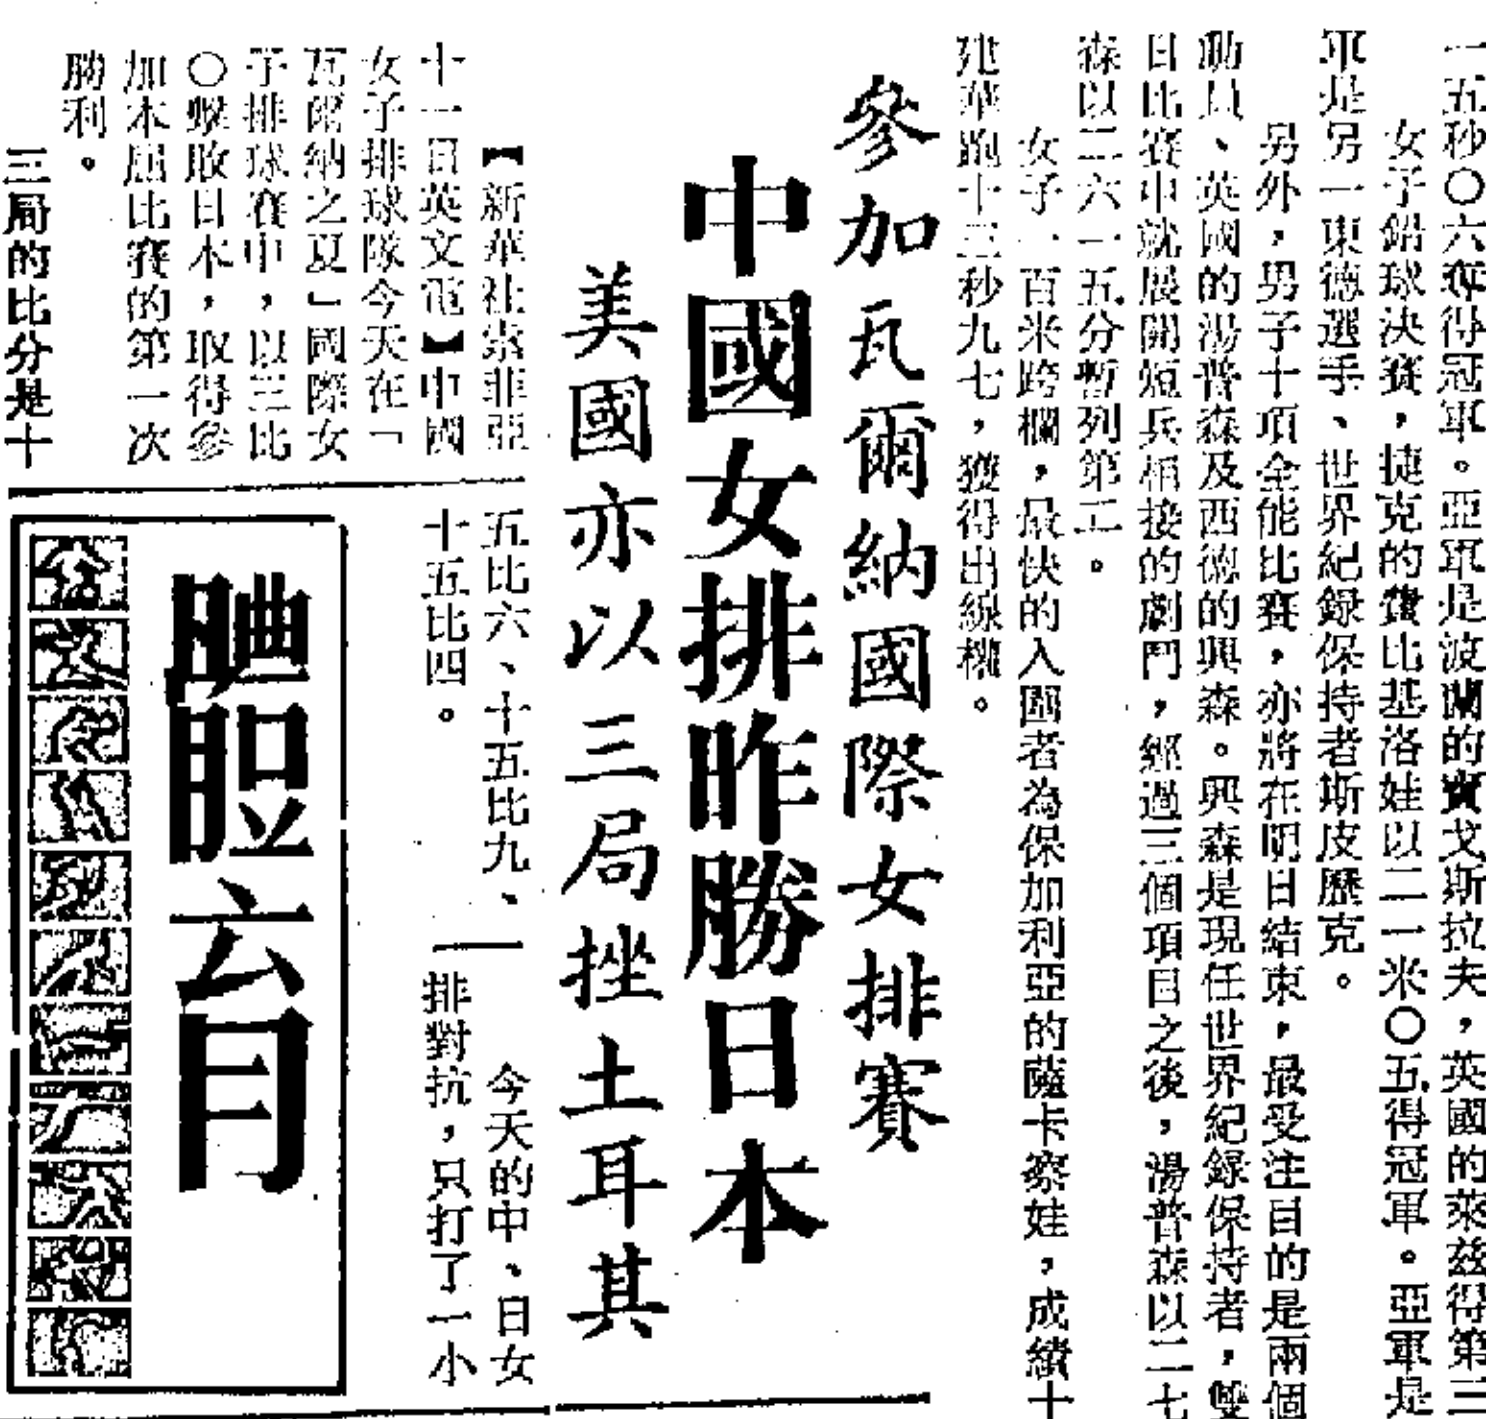 一五秒〇六奪得冠軍。亞軍是波蘭的賓戈斯拉夫，英國的萊茲得第三
女子鉛球決賽，捷克的費比基洛娃以二一米〇五得冠軍。亞軍是
軍是另一東德選手、世界紀録保持者斯皮歷克。
另外，男子十項全能比賽，亦將在明日結束，最受注目的是兩個
動員、英國的湯普森及西德的興森。興森是現任世界紀録保持者，雙
日比賽中就展開短兵相接的劇鬥，經過三個項目之後，湯普森以二七
森以二六一五分暫列第二。
女子一百米跨欄，最快的入圍者為保加利亞的薩卡察娃，成績十
建華跑十三秒九七，獲得出線權。
參加瓦爾納國際女排賽
中國女排昨勝日本
美國亦以三局挫土耳其
【新華社索菲亞
十一日英文電】中國
女子排球隊今天在「
瓦爾納之夏」國際女
子排球賽中，以三比
〇擊敗日本，取得參
加本屆比賽的第一次
勝利。
三局的比分是十
五比六、十五比九、
十五比四。
今天的中、日女
排對抗，只打了一小
體育